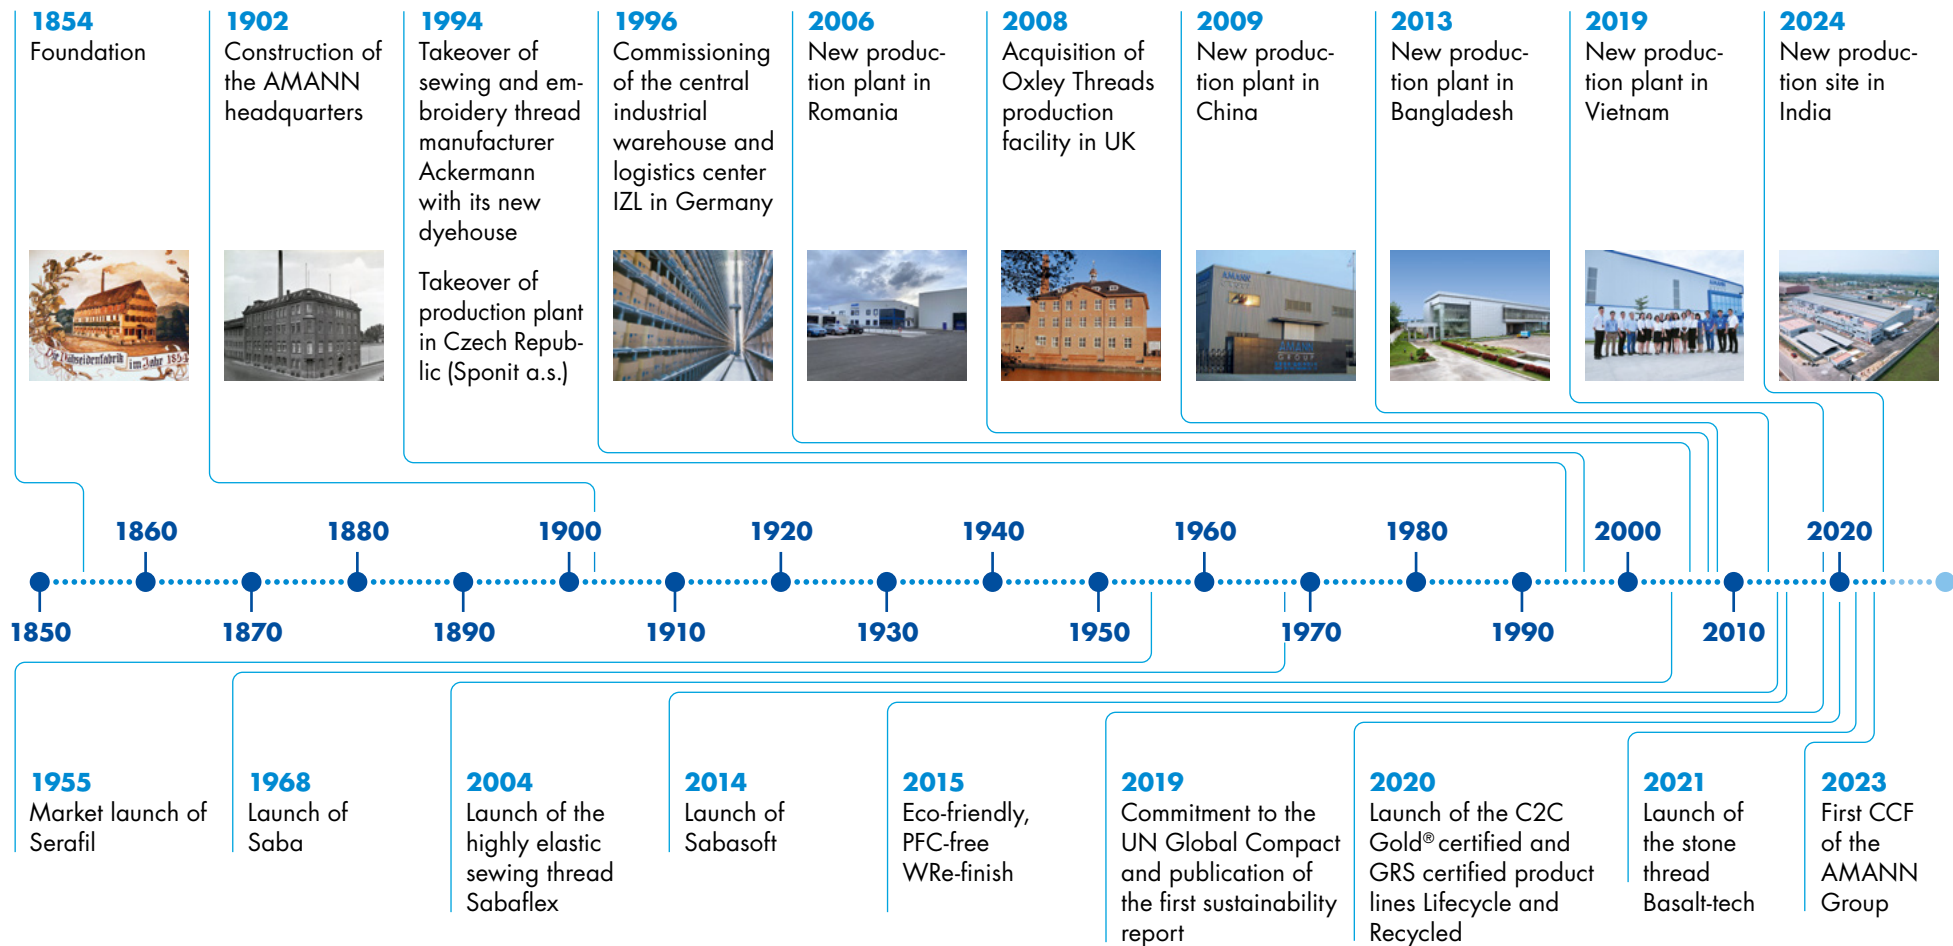 1854
Foundation
1902
Construction of
the AMANN
headquarters
1994
Takeover of
sewing and em-
broidery thread
manufacturer
Ackermann
with its new
dyehouse
Takeover of
production plant
in Czech Repub-
lic (Sponit a.s.)
1996
Commissioning
of the central
industrial
warehouse and
logistics center
IZL in Germany
2006
New produc-
tion plant in
Romania
2008
Acquisition of
Oxley Threads
production
facility in UK
2009
New produc-
tion plant in
China
2013
New produc-
tion plant in
Bangladesh
2019
New produc-
tion plant in
Vietnam
2024
New produc-
tion site in
India
Die Nähseidenfabrik im Jahr 1854
AMANN
AMANN
GROUP
1860 1880 1900 1920 1940 1960 1980 2000 2020
1850 1870 1890 1910 1930 1950 1970 1990 2010
1955
Market launch of
Serafil
1968
Launch of
Saba
2004
Launch of the
highly elastic
sewing thread
Sabaflex
2014
Launch of
Sabasoft
2015
Eco-friendly,
PFC-free
WRe-finish
2019
Commitment to the
UN Global Compact
and publication of
the first sustainability
report
2020
Launch of the C2C
Gold® certified and
GRS certified product
lines Lifecycle and
Recycled
2021
Launch of
the stone
thread
Basalt-tech
2023
First CCF
of the
AMANN
Group